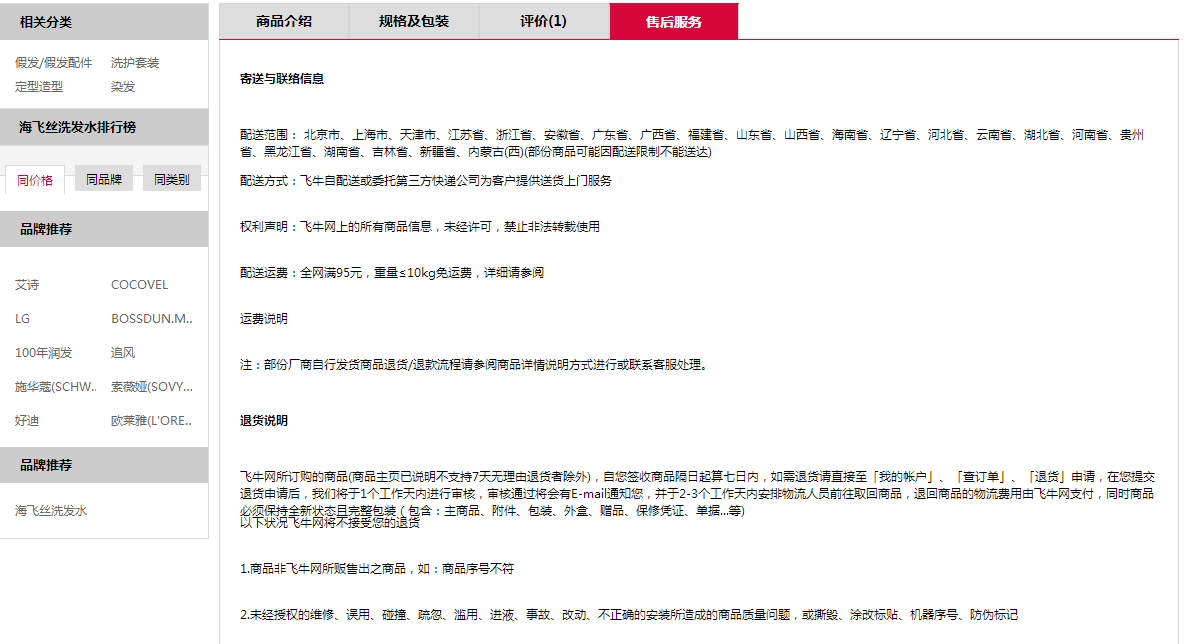 相关分类
假发/假发配件 洗护套装
定型造型 染发
海飞丝洗发水排行榜
同价格 同品牌 同类别
品牌推荐
艾诗 COCOVEL
LG BOSSDUN.M..
100年润发 追风
施华蔻(SCHW.. 索薇娅(SOVY...
好迪 欧莱雅(L'ORE..
品牌推荐
海飞丝洗发水
商品介绍 规格及包装 评价(1) 售后服务
寄送与联络信息
配送范围： 北京市、上海市、天津市、江苏省、浙江省、安徽省、广东省、广西省、福建省、山东省、山西省、海南省、辽宁省、河北省、云南省、湖北省、河南省、贵州
省、黑龙江省、湖南省、吉林省、新疆省、内蒙古(西)(部份商品可能因配送限制不能送达)
配送方式：飞牛自配送或委托第三方快递公司为客户提供送货上门服务
权利声明：飞牛网上的所有商品信息，未经许可，禁止非法转载使用
配送运费：全网满95元，重量≤10kg免运费，详细请参阅
运费说明
注：部份厂商自行发货商品退货/退款流程请参阅商品详情说明方式进行或联系客服处理。
退货说明
飞牛网所订购的商品(商品主页已说明不支持7天无理由退货者除外)，自您签收商品隔日起算七日内，如需退货请直接至「我的帐户」、「查订单」、「退货」申请，在您提交
退货申请后，我们将于1个工作天内进行审核，审核通过将会有E-mail通知您，并于2-3个工作天内安排物流人员前往取回商品，退回商品的物流费用由飞牛网支付，同时商品
必须保持全新状态且完整包装 ( 包含：主商品、附件、包装、外盒、赠品、保修凭证、单据...等)
以下状况飞牛网将不接受您的退货
1.商品非飞牛网所贩售出之商品，如：商品序号不符
2.未经授权的维修、误用、碰撞、疏忽、滥用、进液、事故、改动、不正确的安装所造成的商品质量问题，或撕毁、涂改标贴、机器序号、防伪标记